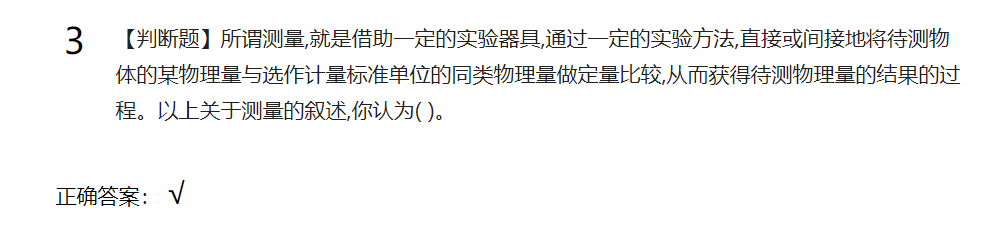 3 【判断题】所谓测量,就是借助一定的实验器具,通过一定的实验方法,直接或间接地将待测物
体的某物理量与选作计量标准单位的同类物理量做定量比较,从而获得待测物理量的结果的过
程。以上关于测量的叙述,你认为( )。
正确答案： √